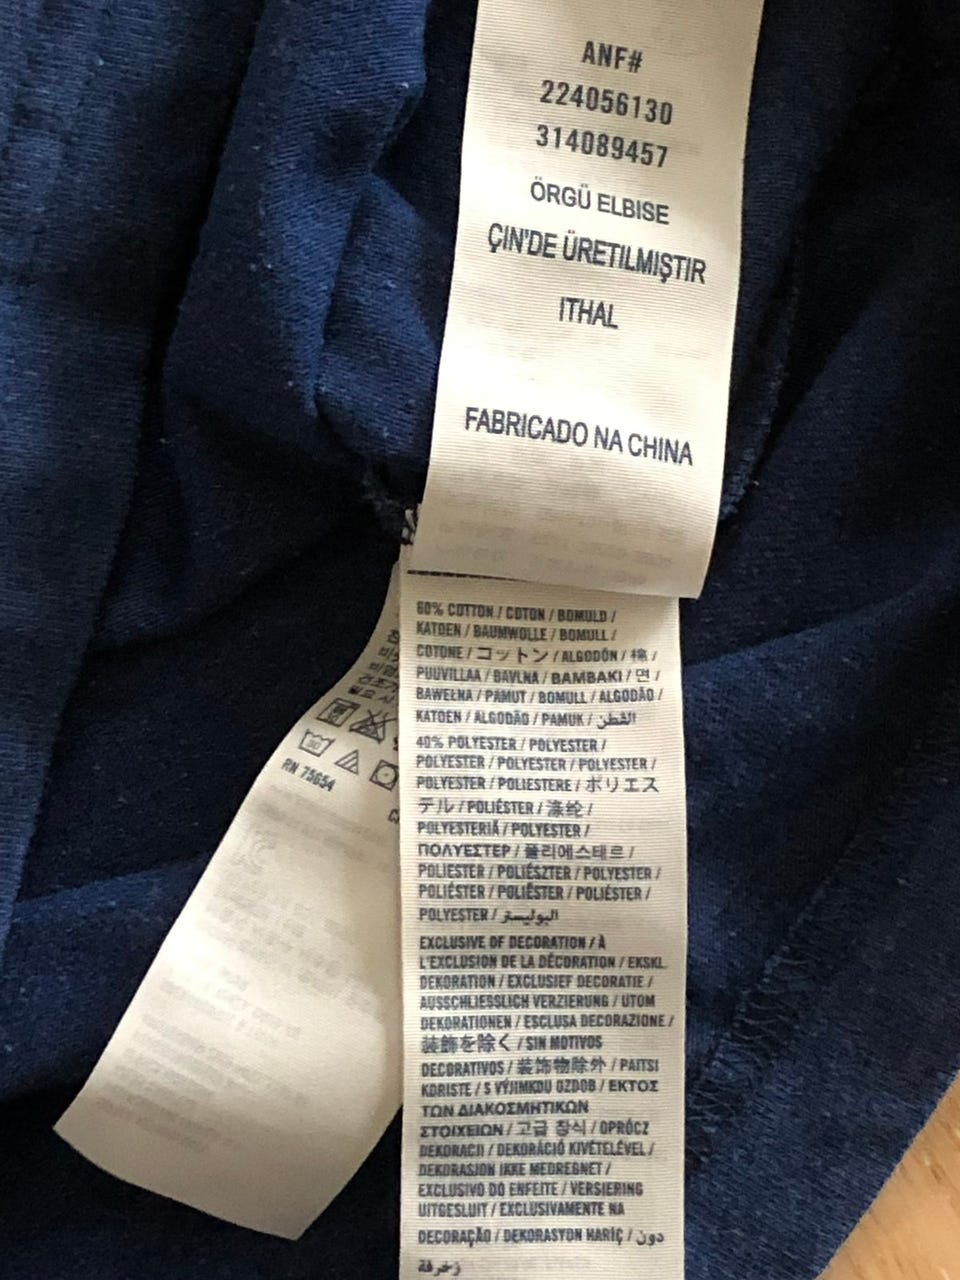 ANF#
224056130
314089457
ÖRGÜ ELBISE
ÇIN'DE ÜRETILMIŞTIR
ITHAL
FABRICADO NA CHINA
60% COTTON / COTON / BOMULD /
KATOEN / BAUMWOLLE / BOMULL /
COTONE / コットン / ALGODÓN / 棉 /
PUUVILLAA / BAVLNA / ΒΑΜΒΑΚΙ / 면 /
BAWEŁNA / PAMUT / BOMULL / ALGODÃO /
KATOEN / ALGODÃO / PAMUK / القطن
40% POLYESTER / POLYESTER /
POLYESTER / POLYESTER / POLYESTER /
POLYESTER / POLIESTERE / ポリエス
テル / POLIÉSTER / 涤纶 /
POLYESTERIÄ / POLYESTER /
ΠΟΛΥΕΣΤΕΡ / 폴리에스테르 /
POLIESTER / POLIÉSZTER / POLYESTER /
POLIÉSTER / POLIËSTER / POLIÉSTER /
POLYESTER / البوليستر
EXCLUSIVE OF DECORATION / À
L'EXCLUSION DE LA DÉCORATION / EKSKL.
DEKORATION / EXCLUSIEF DECORATIE /
AUSSCHLIESSLICH VERZIERUNG / UTOM
DEKORATIONEN / ESCLUSA DECORAZIONE /
装飾を除く / SIN MOTIVOS
DECORATIVOS / 装饰物除外 / PAITSI
KORISTE / S VÝJIMKOU OZDOB / ΕΚΤΟΣ
ΤΩΝ ΔΙΑΚΟΣΜΗΤΙΚΩΝ
ΣΤΟΙΧΕΙΩΝ / 고급 장식 / OPRÓCZ
DEKORACJI / DEKORÁCIÓ KIVÉTELÉVEL /
DEKORASJON IKKE MEDREGNET /
EXCLUSIVO DO ENFEITE / VERSIERING
UITGESLUIT / EXCLUSIVAMENTE NA
DECORAÇÃO / DEKORASYON HARİÇ / دون
زخرفة
RN 75654